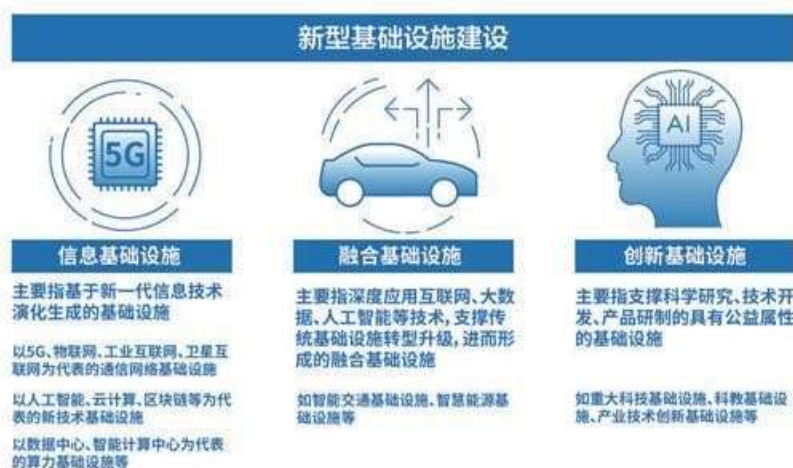 新型基础设施建设
5G
AI
信息基础设施
主要指基于新一代信息技术
演化生成的基础设施
以5G、物联网、工业互联网、卫星互
联网为代表的通信网络基础设施
以人工智能、云计算、区块链等为代
表的新技术基础设施
以数据中心、智能计算中心为代表
的算力基础设施等
融合基础设施
主要指深度应用互联网、大数
据、人工智能等技术,支撑传
统基础设施转型升级,进而形
成的融合基础设施
如智能交通基础设施、智慧能源基
础设施等
创新基础设施
主要指支撑科学研究、技术开
发、产品研制的具有公益属性
的基础设施
如重大科技基础设施、科教基础设
施、产业技术创新基础设施等